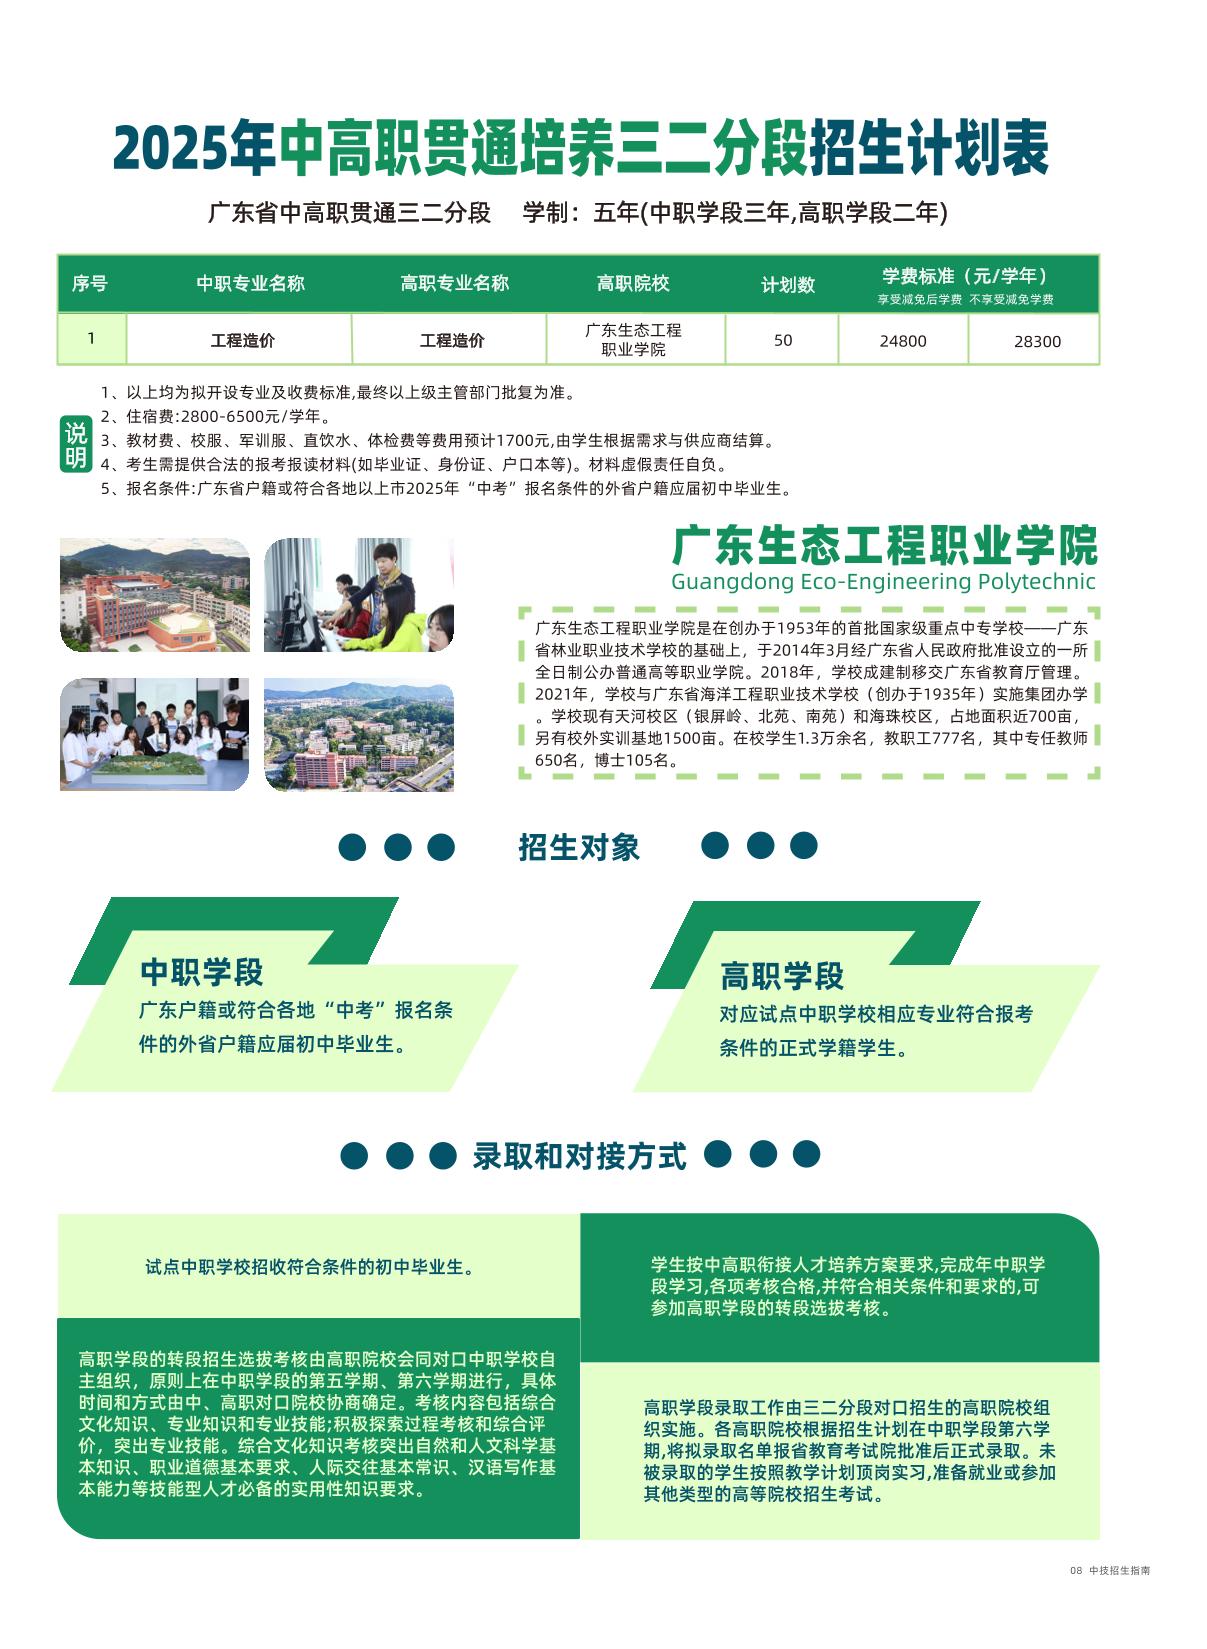 2025年中高职贯通培养三二分段招生计划表
广东省中高职贯通三二分段 学制：五年(中职学段三年,高职学段二年)
序号 中职专业名称 高职专业名称 高职院校 计划数 学费标准（元/学年）
享受减免后学费 不享受减免学费
1 工程造价 工程造价 广东生态工程 50 24800 28300
职业学院
说
明
1、以上均为拟开设专业及收费标准,最终以上级主管部门批复为准。
2、住宿费:2800-6500元/学年。
3、教材费、校服、军训服、直饮水、体检费等费用预计1700元,由学生根据需求与供应商结算。
4、考生需提供合法的报考报读材料(如毕业证、身份证、户口本等)。材料虚假责任自负。
5、报名条件:广东省户籍或符合各地以上市2025年“中考”报名条件的外省户籍应届初中毕业生。
广东生态工程职业学院
Guangdong Eco-Engineering Polytechnic
广东生态工程职业学院是在创办于1953年的首批国家级重点中专学校——广东
省林业职业技术学校的基础上，于2014年3月经广东省人民政府批准设立的一所
全日制公办普通高等职业学院。2018年，学校成建制移交广东省教育厅管理。
2021年，学校与广东省海洋工程职业技术学校（创办于1935年）实施集团办学
。学校现有天河校区（银屏岭、北苑、南苑）和海珠校区，占地面积近700亩，
另有校外实训基地1500亩。在校学生1.3万余名，教职工777名，其中专任教师
650名，博士105名。
招生对象
中职学段
广东户籍或符合各地“中考”报名条
件的外省户籍应届初中毕业生。
高职学段
对应试点中职学校相应专业符合报考
条件的正式学籍学生。
录取和对接方式
试点中职学校招收符合条件的初中毕业生。
学生按中高职衔接人才培养方案要求,完成年中职学
段学习,各项考核合格,并符合相关条件和要求的,可
参加高职学段的转段选拔考核。
高职学段的转段招生选拔考核由高职院校会同对口中职学校自
主组织，原则上在中职学段的第五学期、第六学期进行，具体
时间和方式由中、高职对口院校协商确定。考核内容包括综合
文化知识、专业知识和专业技能;积极探索过程考核和综合评
价，突出专业技能。综合文化知识考核突出自然和人文科学基
本知识、职业道德基本要求、人际交往基本常识、汉语写作基
本能力等技能型人才必备的实用性知识要求。
高职学段录取工作由三二分段对口招生的高职院校组
织实施。各高职院校根据招生计划在中职学段第六学
期,将拟录取名单报省教育考试院批准后正式录取。未
被录取的学生按照教学计划顶岗实习,准备就业或参加
其他类型的高等院校招生考试。
08 中技招生指南